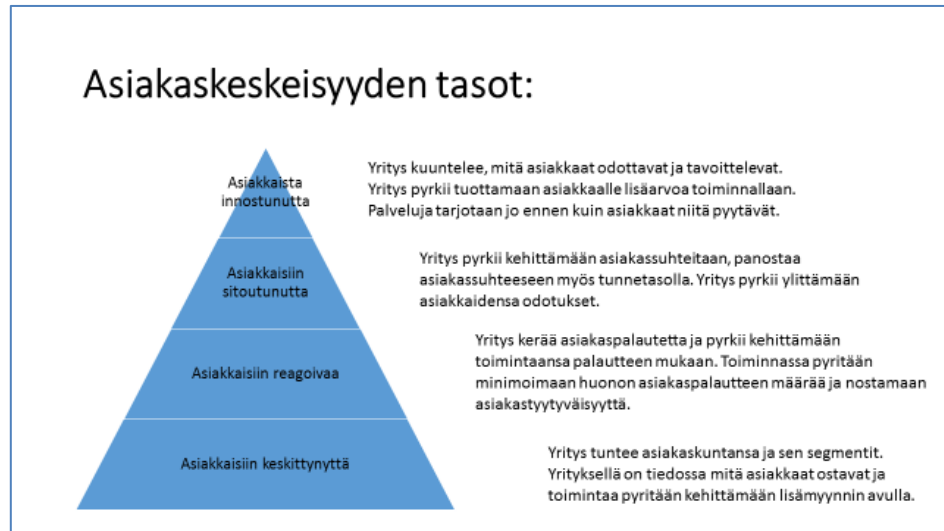 Asiakaskeskeisyyden tasot:
Asiakkaista
innostunutta
Yritys kuuntelee, mitä asiakkaat odottavat ja tavoittelevat.
Yritys pyrkii tuottamaan asiakkaalle lisäarvoa toiminnallaan.
Palveluja tarjotaan jo ennen kuin asiakkaat niitä pyytävät.
Asiakkaisiin
sitoutunutta
Yritys pyrkii kehittämään asiakassuhteitaan, panostaa
asiakassuhteeseen myös tunnetasolla. Yritys pyrkii ylittämään
asiakkaidensa odotukset.
Asiakkaisiin reagoivaa
Yritys kerää asiakaspalautetta ja pyrkii kehittämään
toimintaansa palautteen mukaan. Toiminnassa pyritään
minimoimaan huonon asiakaspalautteen määrää ja nostamaan
asiakastyytyväisyyttä.
Asiakkaisiin keskittynyttä
Yritys tuntee asiakaskuntansa ja sen segmentit.
Yrityksellä on tiedossa mitä asiakkaat ostavat ja
toimintaa pyritään kehittämään lisämyynnin avulla.